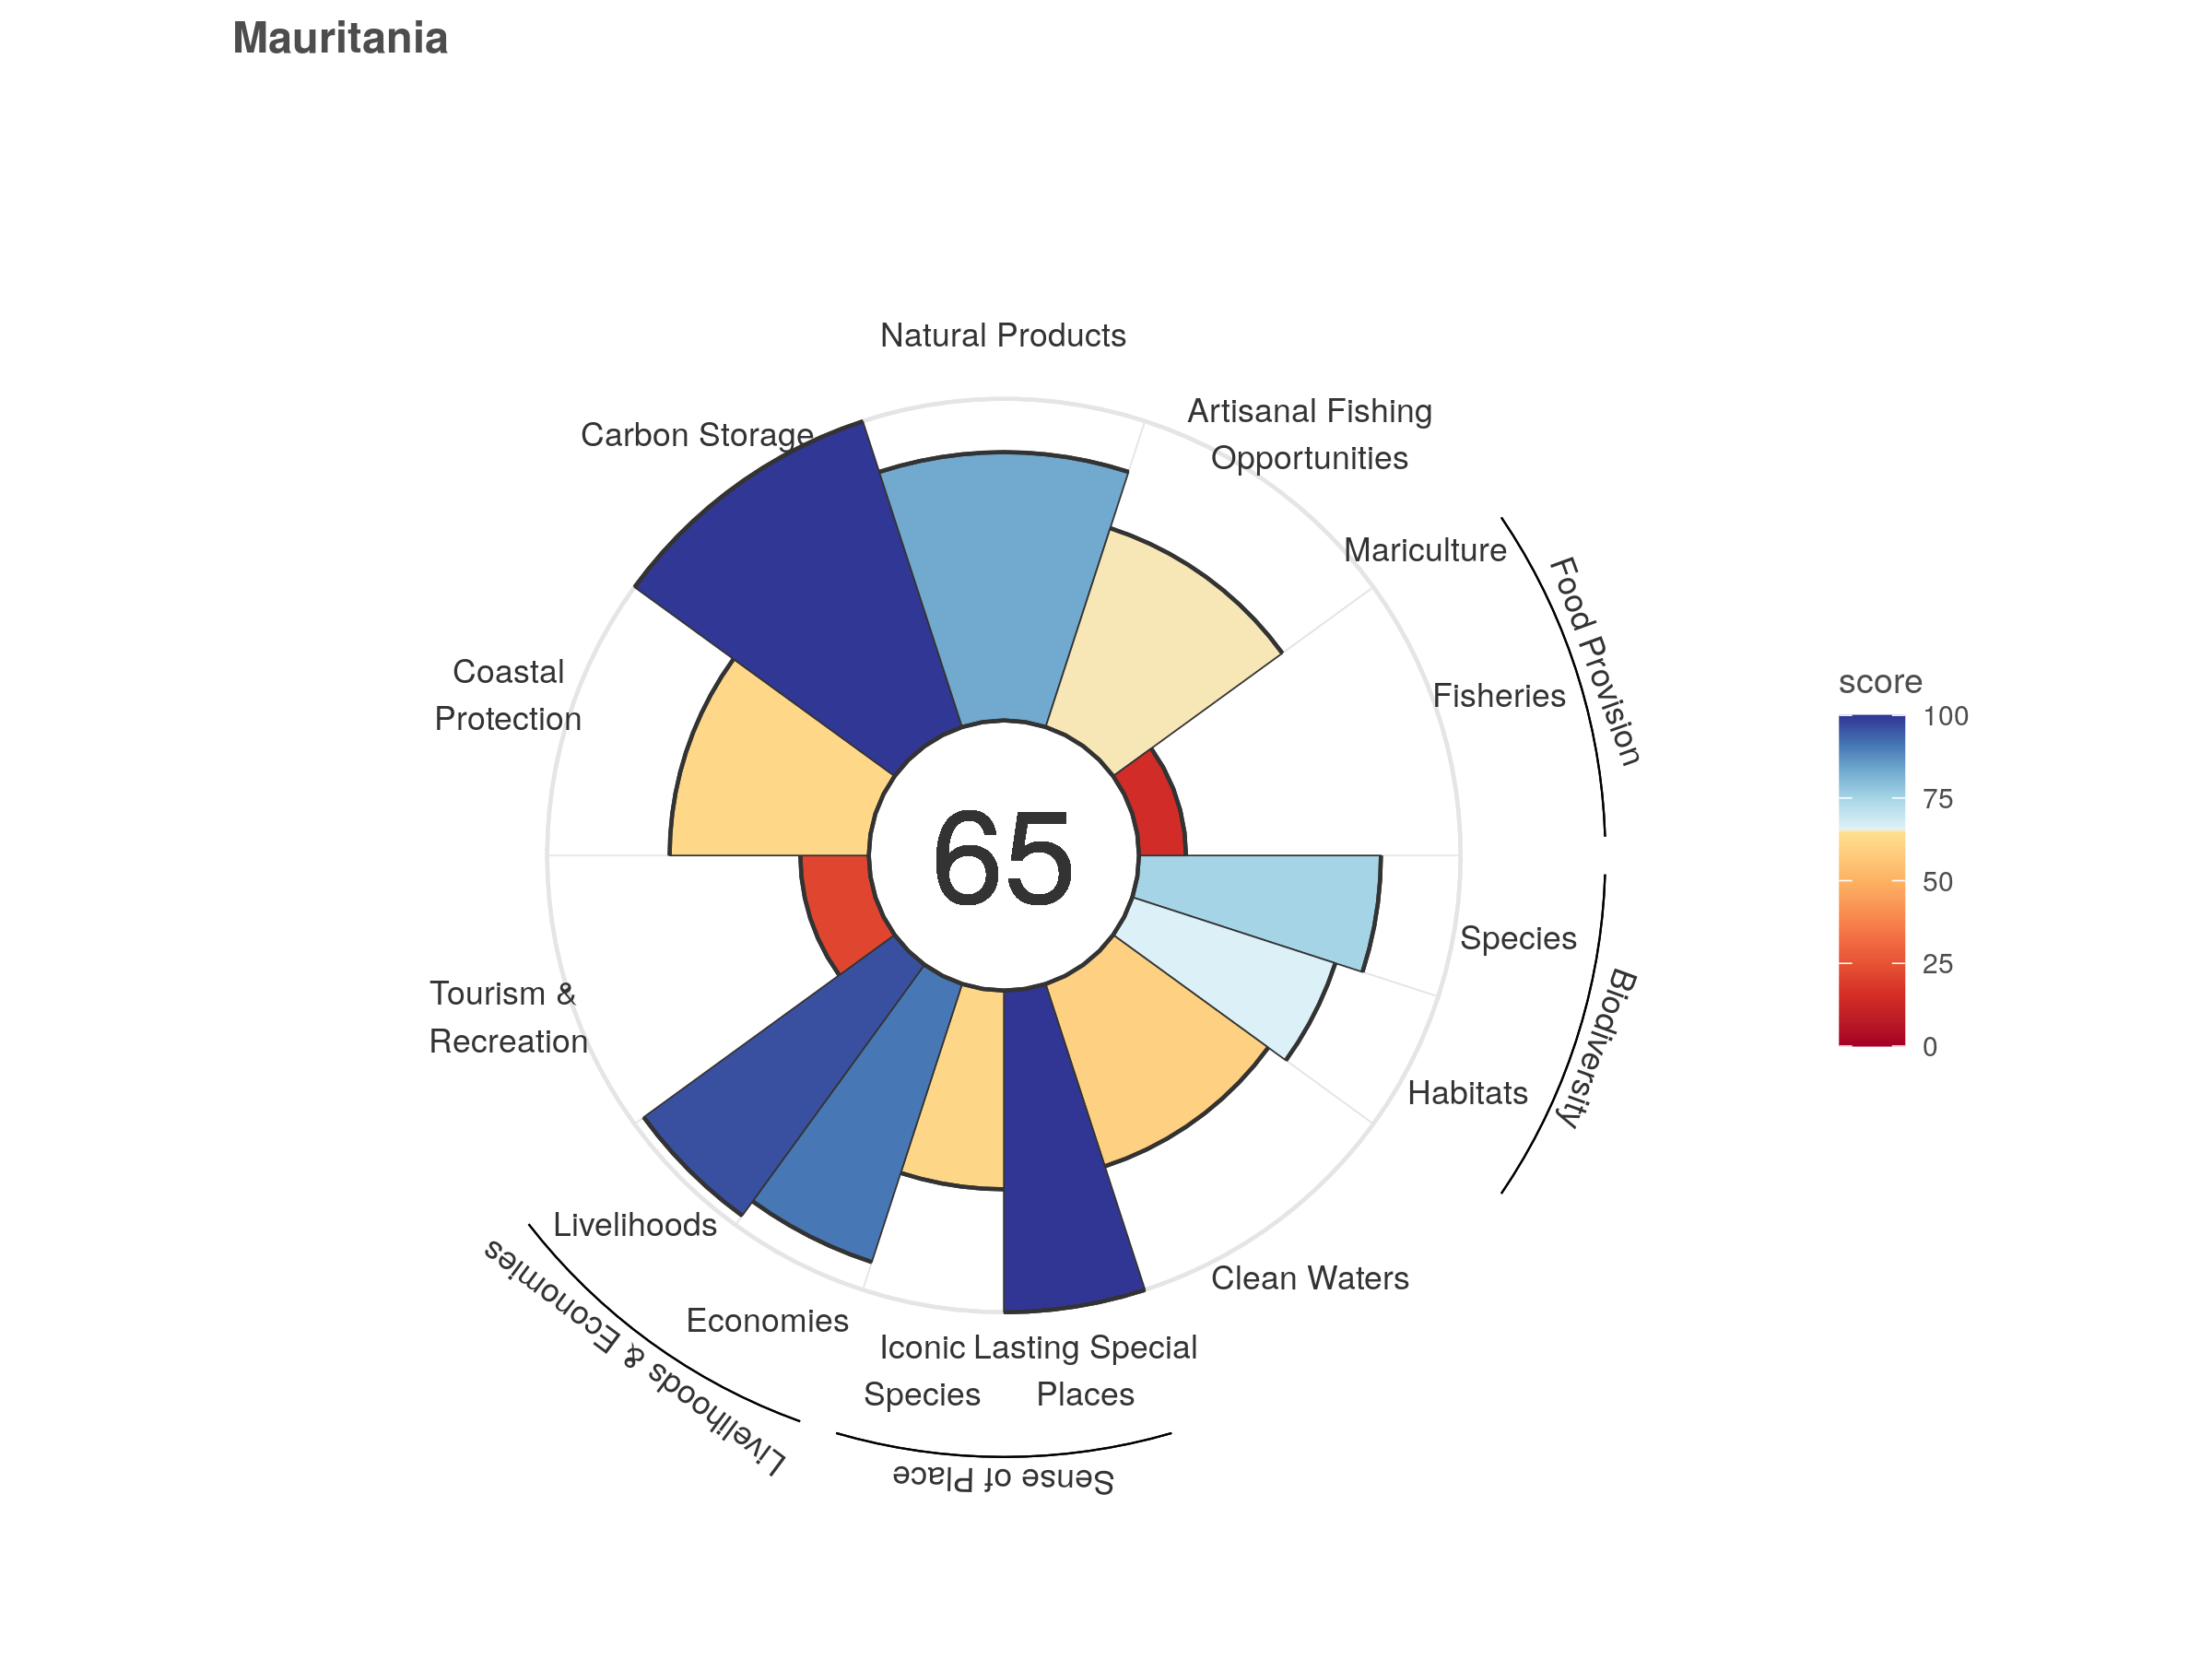 Mauritania
Natural Products
Artisanal Fishing
Opportunities
Carbon Storage
Mariculture
Food Provision
Fisheries
Coastal
Protection
65
score
100
75
50
25
0
Species
Habitats
Biodiversity
Tourism &
Recreation
Livelihoods
Economies
Livelihoods & Economies
Clean Waters
Iconic
Species
Lasting Special
Places
Sense of Place